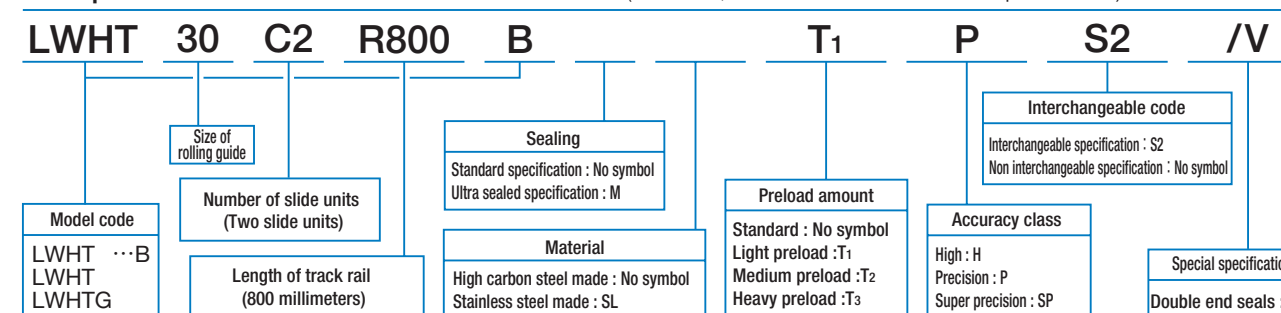 LWHT 30 C2 R800 B T1 P S2 /V
Size of
rolling guide
Number of slide units
(Two slide units)
Length of track rail
(800 millimeters)
Model code
LWHT …B
LWHT
LWHTG
Sealing
Standard specification : No symbol
Ultra sealed specification : M
Material
High carbon steel made : No symbol
Stainless steel made : SL
Preload amount
Standard : No symbol
Light preload :T1
Medium preload :T2
Heavy preload :T3
Interchangeable code
Interchangeable specification : S2
Non interchangeable specification : No symbol
Accuracy class
High : H
Precision : P
Super precision : SP
Special specificatio
Double end seals :